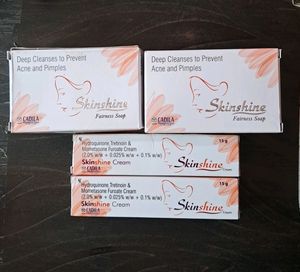 Deep Cleanses to Prevent
Acne and Pimples
Skinshine
Fairness Soap
CADILA
Deep Cleanses to Prevent
Acne and Pimples
Skinshine
Fairness Soap
CADILA
Hydroquinone Tretinoin &
Mometasone Furoate Cream
(2.0% w/w + 0.025% w/w + 0.1% w/w)
Skinshine Cream
15 g
Skinshine
Cream
Hydroquinone Tretinoin &
Mometasone Furoate Cream
(2.0% w/w + 0.025% w/w + 0.1% w/w)
Skinshine Cream
CADILA
15 g
Skinshine
Cream